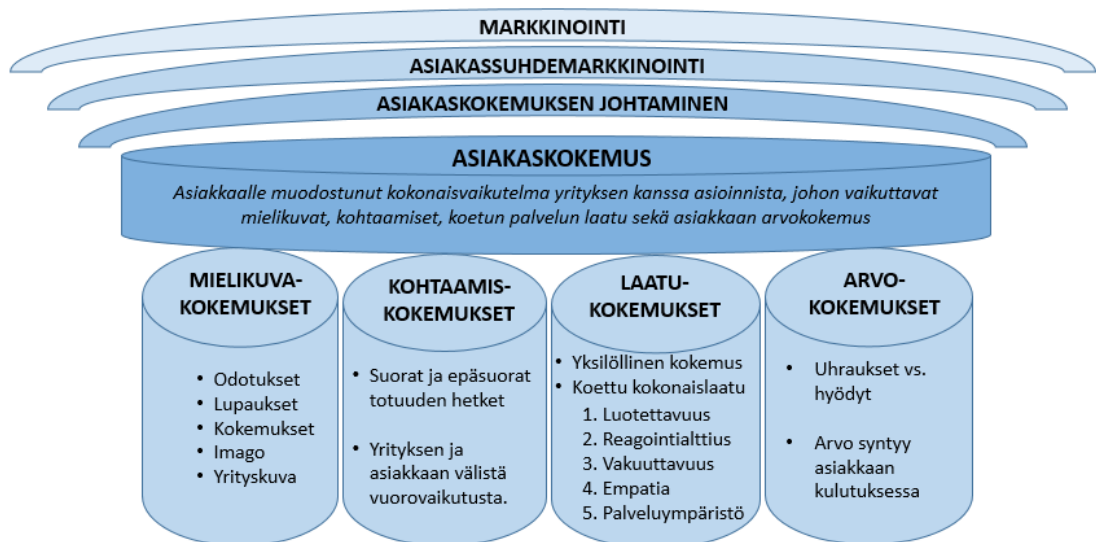 MARKKINOINTI
ASIAKASSUHDEMARKKINOINTI
ASIAKASKOKEMUKSEN JOHTAMINEN
ASIAKASKOKEMUS
Asiakkaalle muodostunut kokonaisvaikutelma yrityksen kanssa asioinnista, johon vaikuttavat
mielikuvat, kohtaamiset, koetun palvelun laatu sekä asiakkaan arvokokemus
MIELIKUVA-
KOKEMUKSET
• Odotukset
• Lupaukset
• Kokemukset
• Imago
• Yrityskuva
KOHTAAMIS-
KOKEMUKSET
• Suorat ja epäsuorat
totuuden hetket
• Yrityksen ja
asiakkaan välistä
vuorovaikutusta.
LAATU-
KOKEMUKSET
• Yksilöllinen kokemus
• Koettu kokonaislaatu
1. Luotettavuus
2. Reagointialttius
3. Vakuuttavuus
4. Empatia
5. Palveluympäristö
ARVO-
KOKEMUKSET
• Uhraukset vs.
hyödyt
• Arvo syntyy
asiakkaan
kulutuksessa